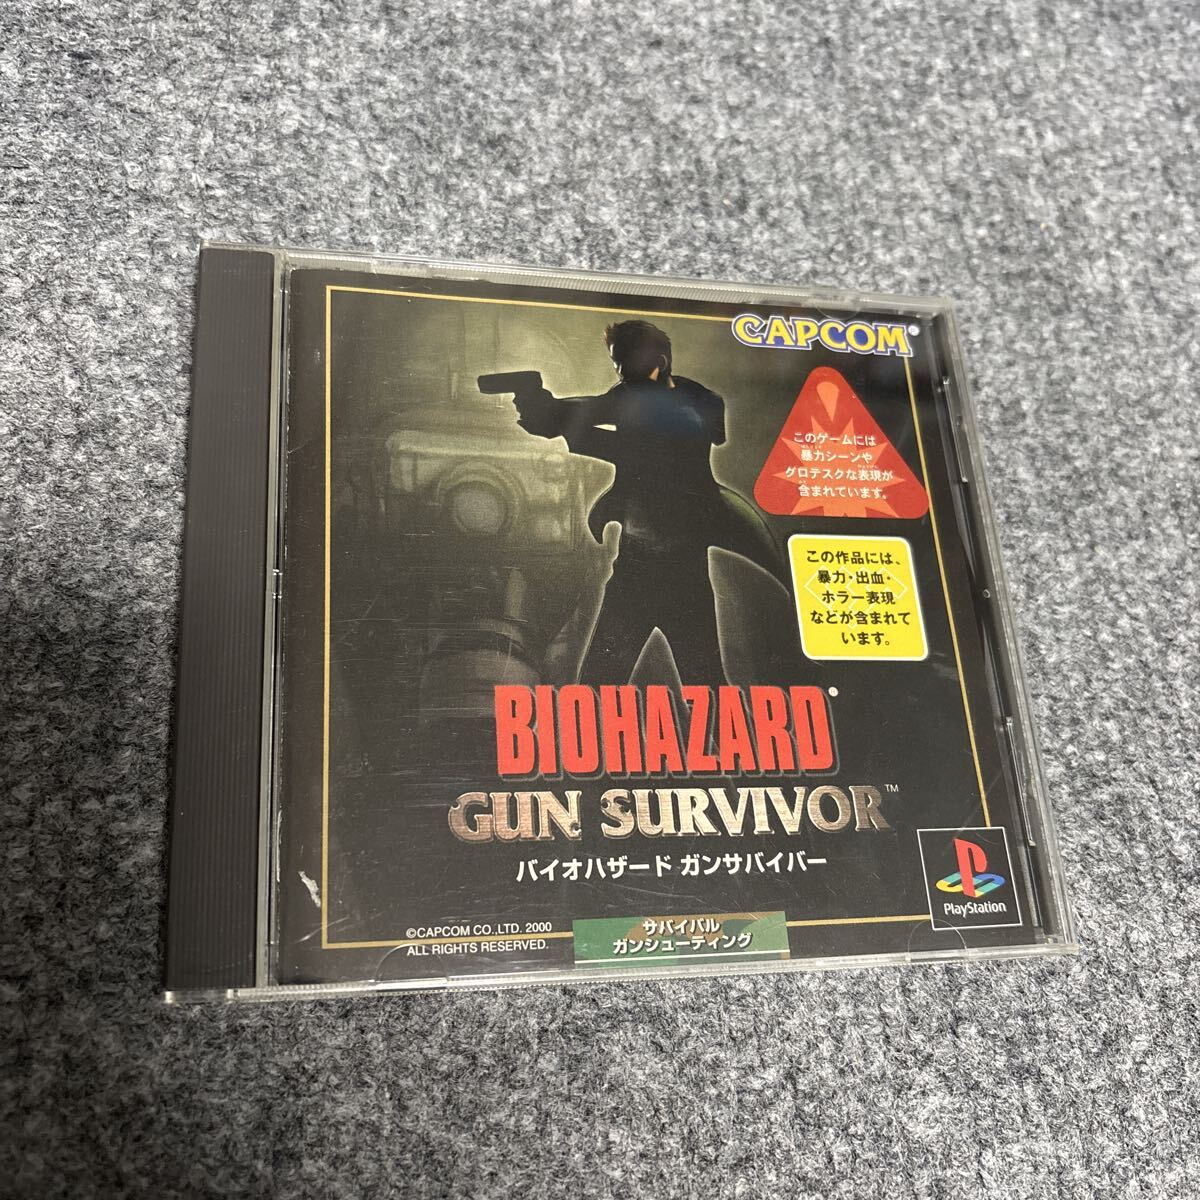 CAPCOM®
このゲームには
暴力シーンや
グロテスクな表現が
含まれています。
この作品には、
暴力・出血・
ホラー表現
などが含まれて
います。
BIOHAZARD®
GUN SURVIVOR™
バイオハザード ガンサバイバー
©CAPCOM CO.,LTD. 2000
ALL RIGHTS RESERVED.
サバイバル
ガンシューティング
PlayStation